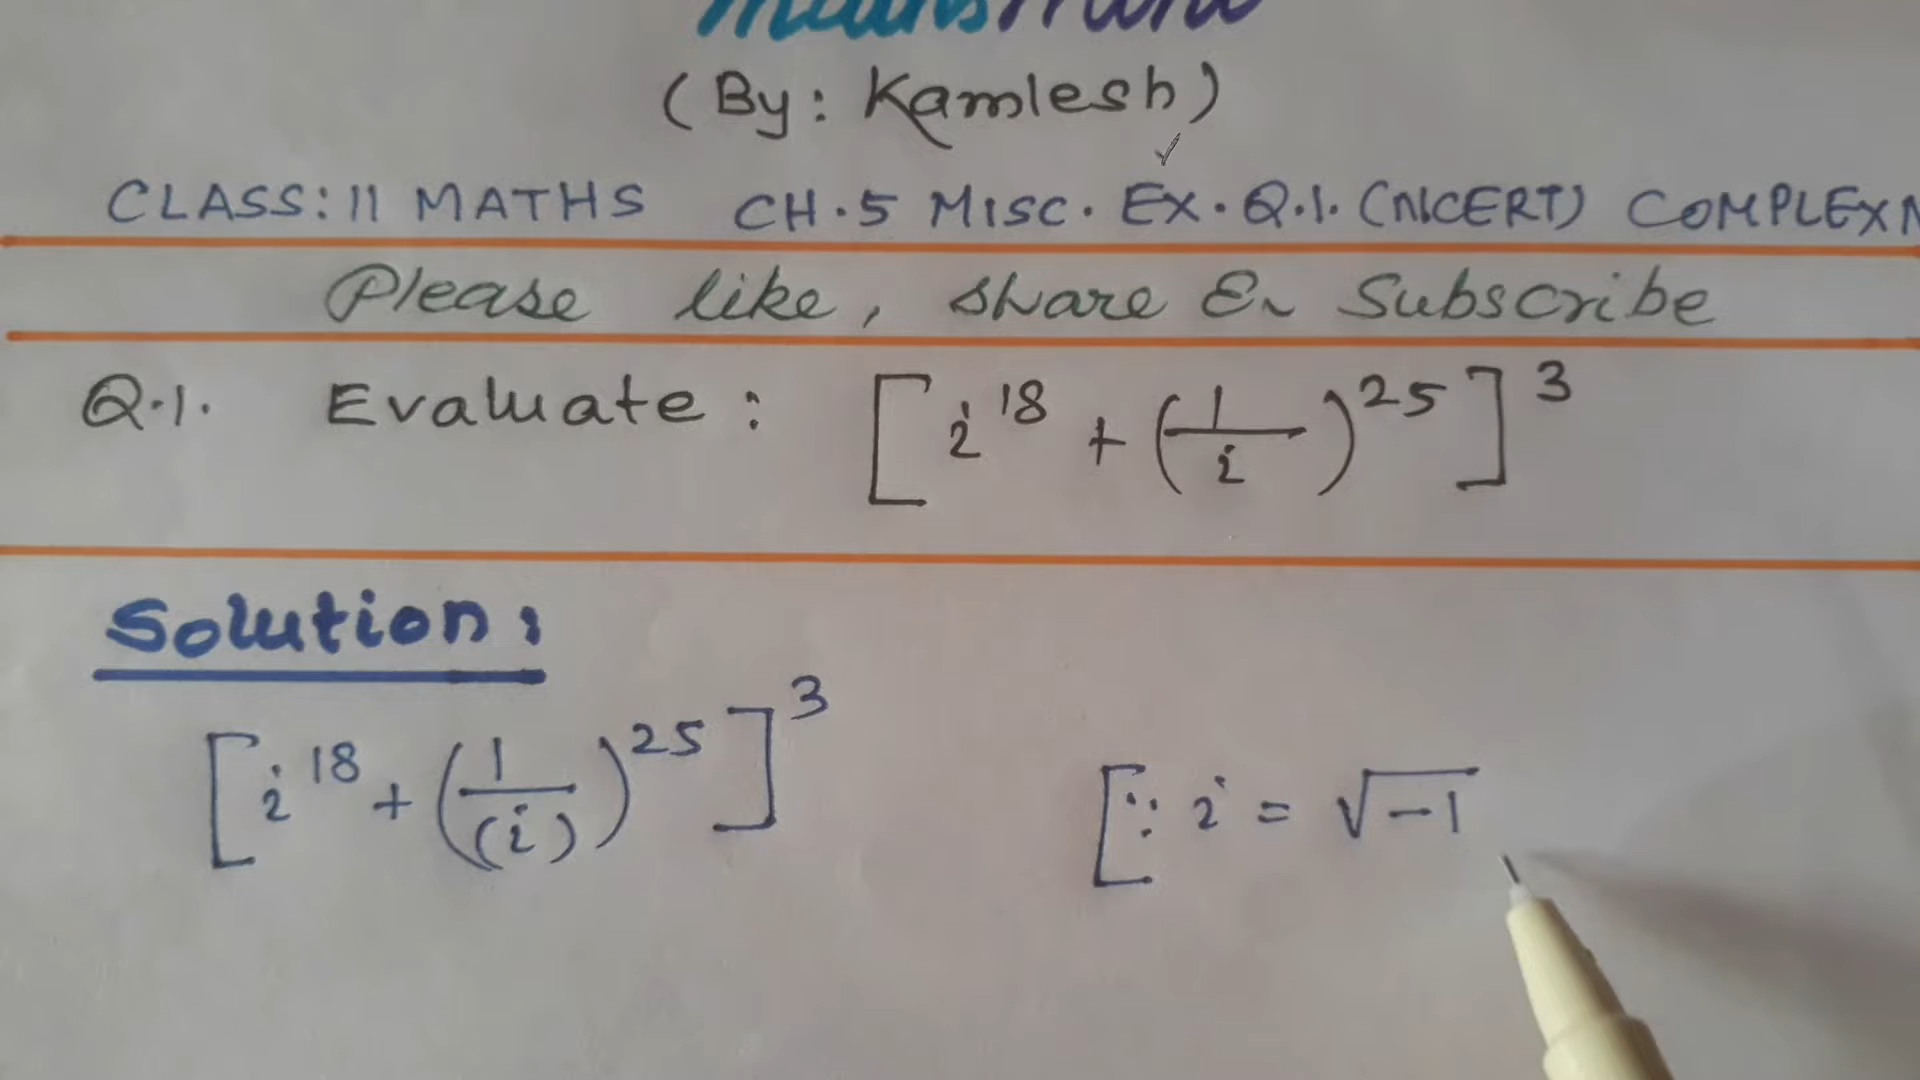 (By: Kamlesh)
CLASS: 11 MATHS CH.5 MISC. EX. Q.1. (NCERT) COMPLEX N
Please like, share & Subscribe
Q.1. Evaluate: [i^18 + (1/i)^25]^3
Solution:
[i^18 + (1/(i))^25]^3 [∵ i = √-1